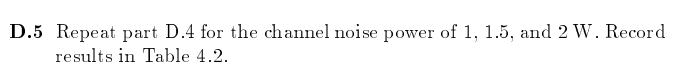 D.5 Repeat part D.4 for the channel noise power of 1, 1.5, and 2 W. Record
results in Table 4.2.